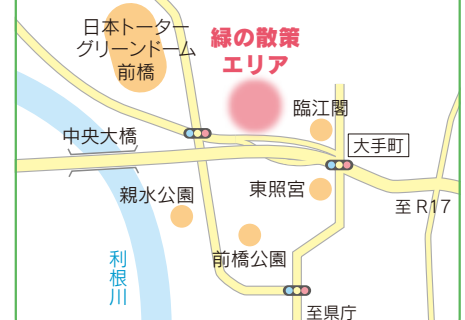 日本トーター
グリーンドーム
前橋
緑の散策
エリア
臨江閣
中央大橋
大手町
親水公園
東照宮
至 R17
前橋公園
利根川
至県庁